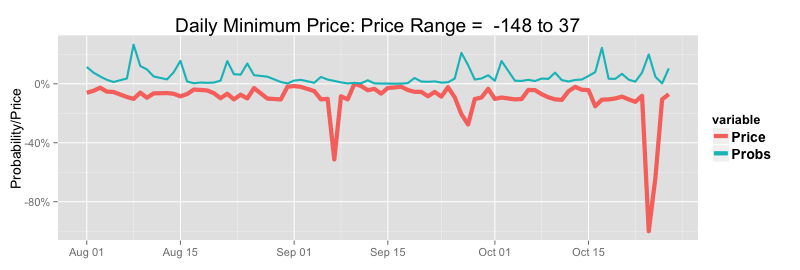 Daily Minimum Price: Price Range =  -148 to 37
Probability/Price
0%
-40%
-80%
Aug 01
Aug 15
Sep 01
Sep 15
Oct 01
Oct 15
variable
Price
Probs